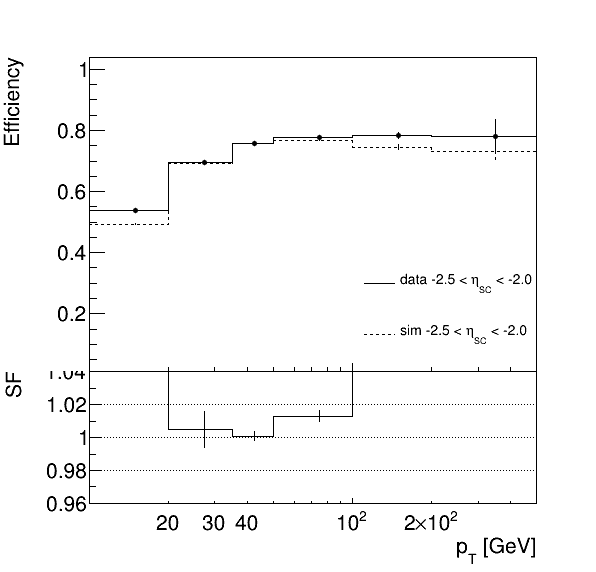 Efficiency
1
0.8
0.6
0.4
0.2
data -2.5 < η_SC < -2.0
sim -2.5 < η_SC < -2.0
SF
1.04
1.02
1
0.98
0.96
20 30 40 10² 2×10²
p_T [GeV]